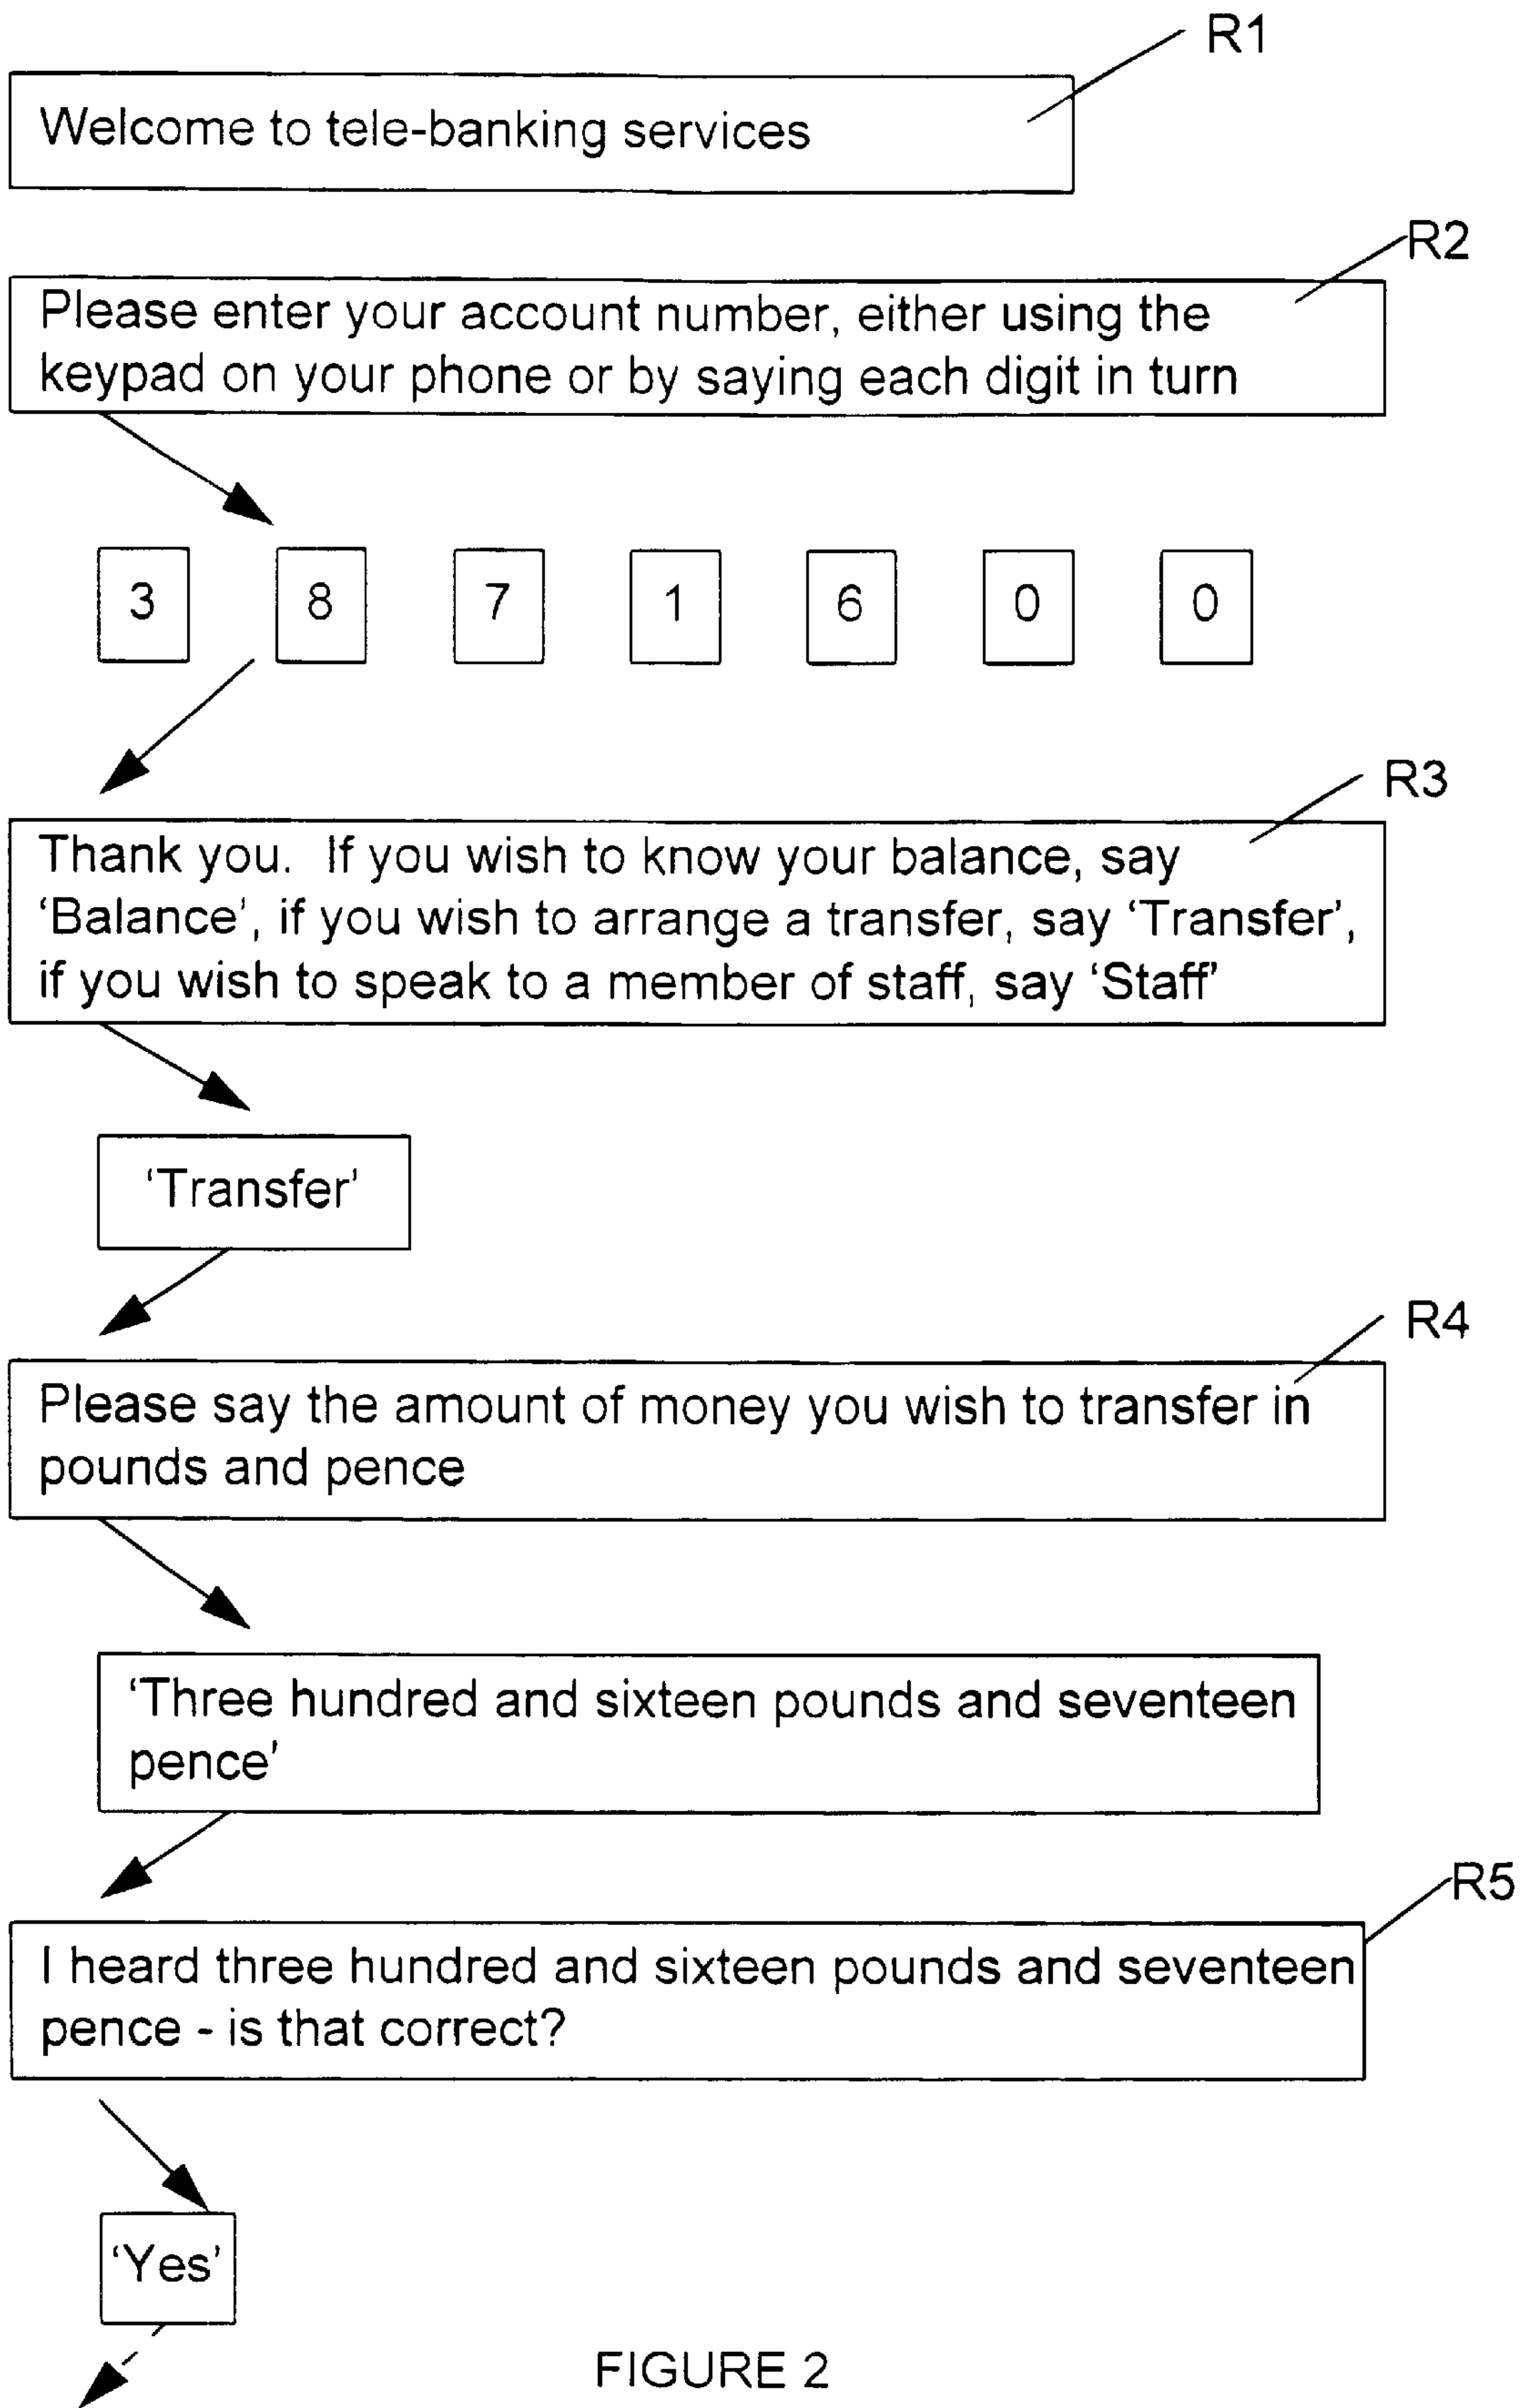 R1
Welcome to tele-banking services
R2
Please enter your account number, either using the
keypad on your phone or by saying each digit in turn
3 8 7 1 6 0 0
R3
Thank you. If you wish to know your balance, say
‘Balance’, if you wish to arrange a transfer, say ‘Transfer’,
if you wish to speak to a member of staff, say ‘Staff’
‘Transfer’
R4
Please say the amount of money you wish to transfer in
pounds and pence
‘Three hundred and sixteen pounds and seventeen
pence’
R5
I heard three hundred and sixteen pounds and seventeen
pence - is that correct?
‘Yes’
FIGURE 2